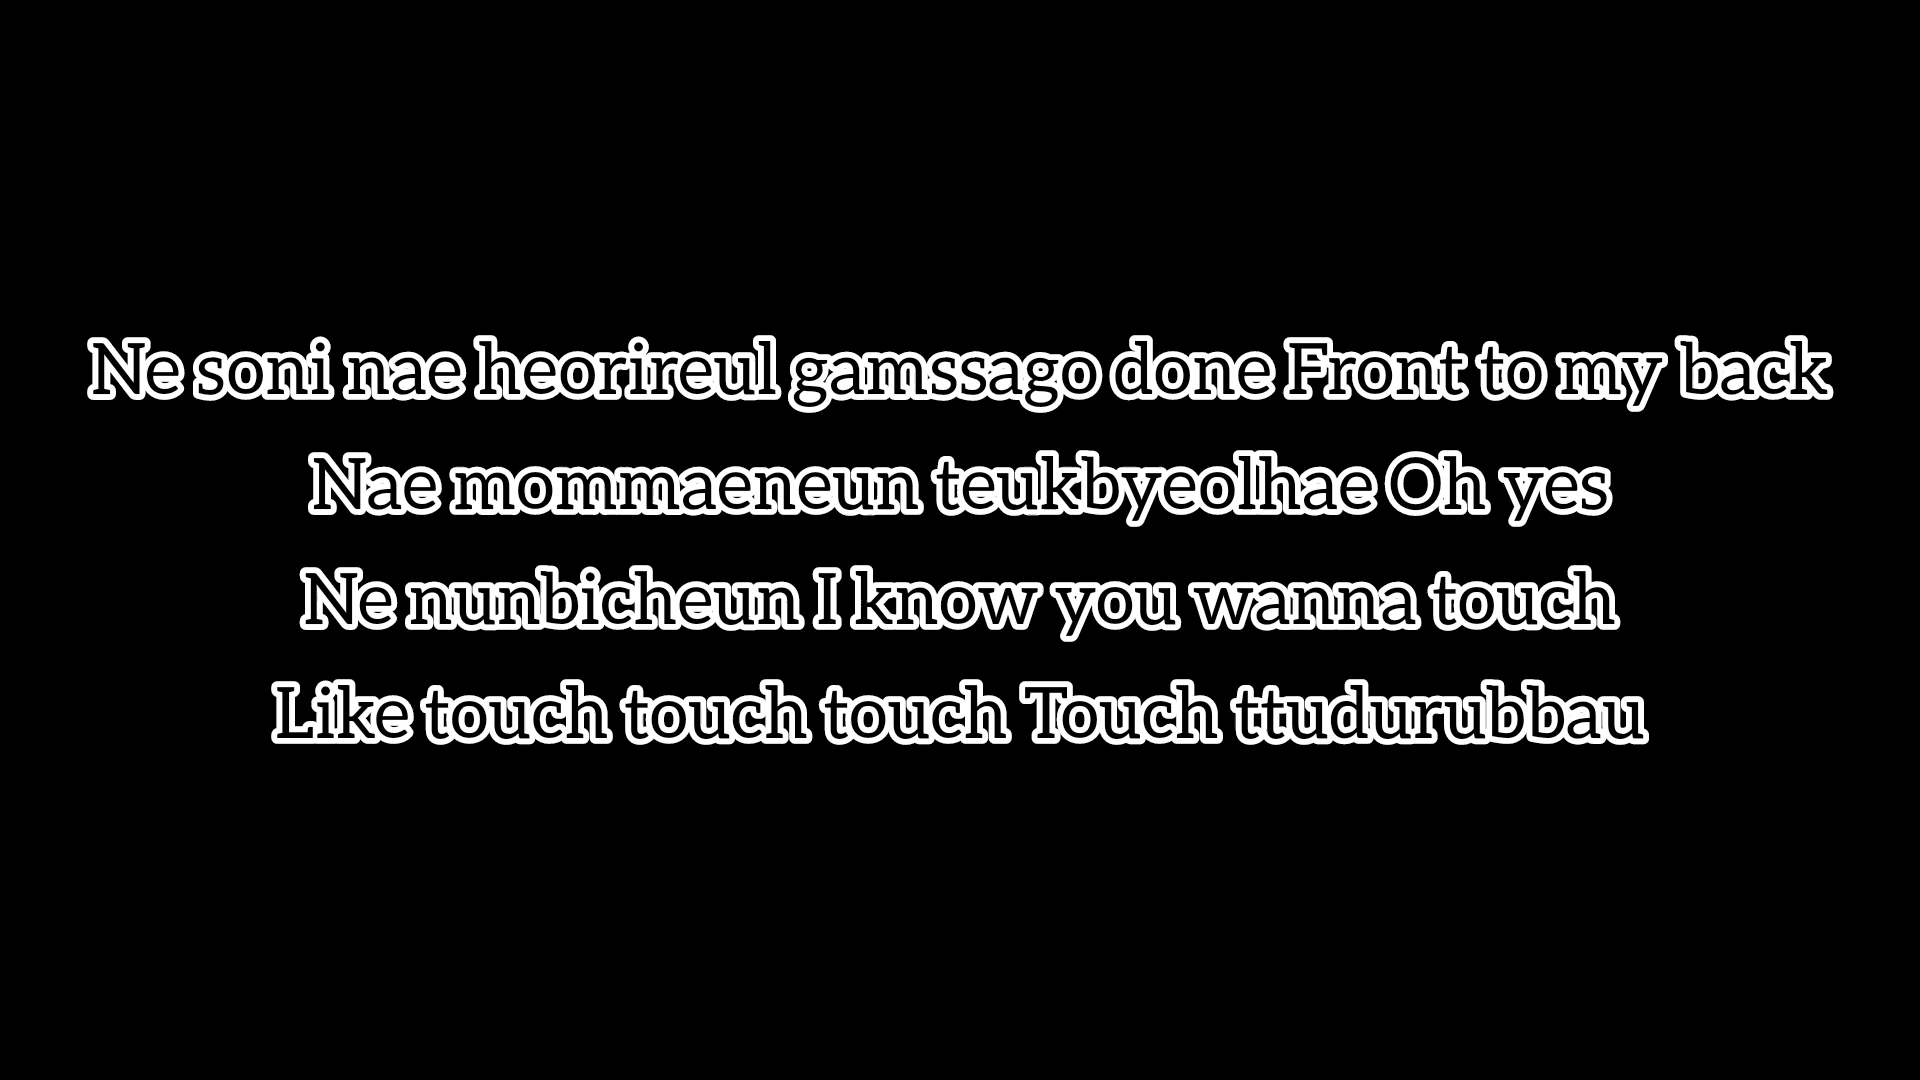 Ne soni nae heorireul gamssago done Front to my back
Nae mommaeneun teukbyeolhae Oh yes
Ne nunbicheun I know you wanna touch
Like touch touch touch Touch ttudurubbau